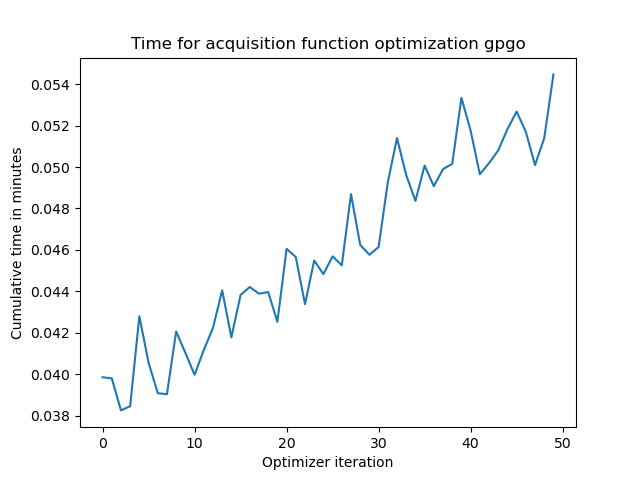 Time for acquisition function optimization gpgo
0.054
0.052
0.050
0.048
0.046
0.044
0.042
0.040
0.038
Cumulative time in minutes
0 10 20 30 40 50
Optimizer iteration